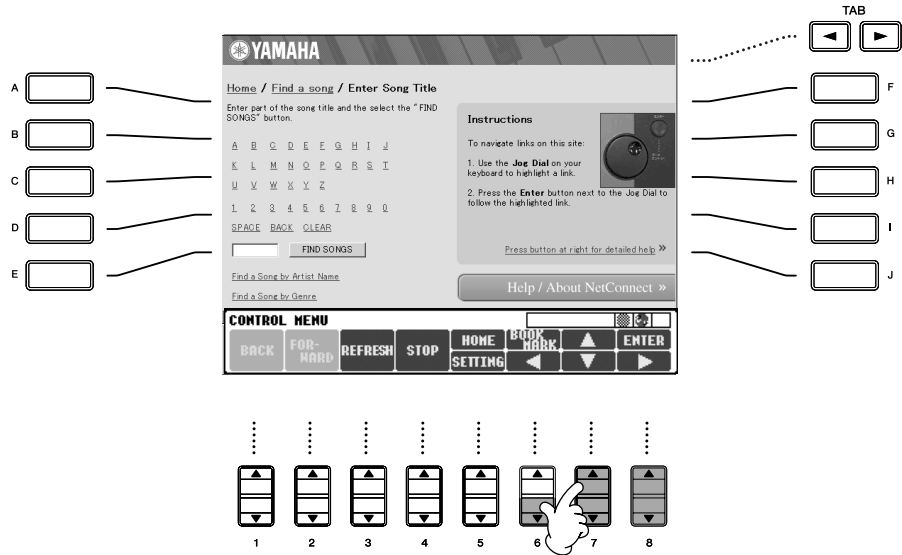 TAB
YAMAHA
Home / Find a song / Enter Song Title
Enter part of the song title and the select the "FIND
SONGS" button.
A B C D E F G H I J
K L M N O P Q R S T
U V W X Y Z
1 2 3 4 5 6 7 8 9 0
SPACE BACK CLEAR
FIND SONGS
Find a Song by Artist Name
Find a Song by Genre
Instructions
To navigate links on this site:
1. Use the Jog Dial on your
keyboard to highlight a link.
2. Press the Enter button next to the Jog Dial to
follow the highlighted link.
Press button at right for detailed help »
Help / About NetConnect »
CONTROL MENU
BACK FOR-WARD REFRESH STOP HOME BOOK MARK ENTER
SETTING
A
B
C
D
E
F
G
H
I
J
1 2 3 4 5 6 7 8